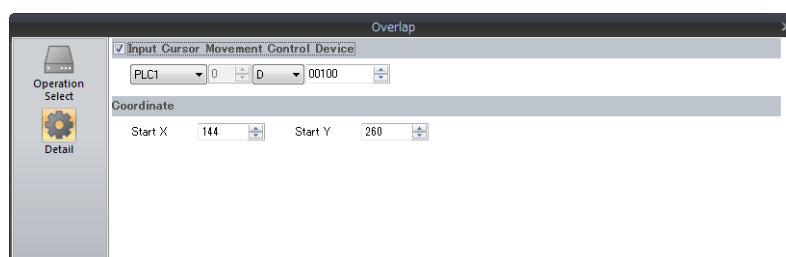 Overlap
Operation
Select
Detail
Input Cursor Movement Control Device
PLC1 0 D 00100
Coordinate
Start X 144 Start Y 260